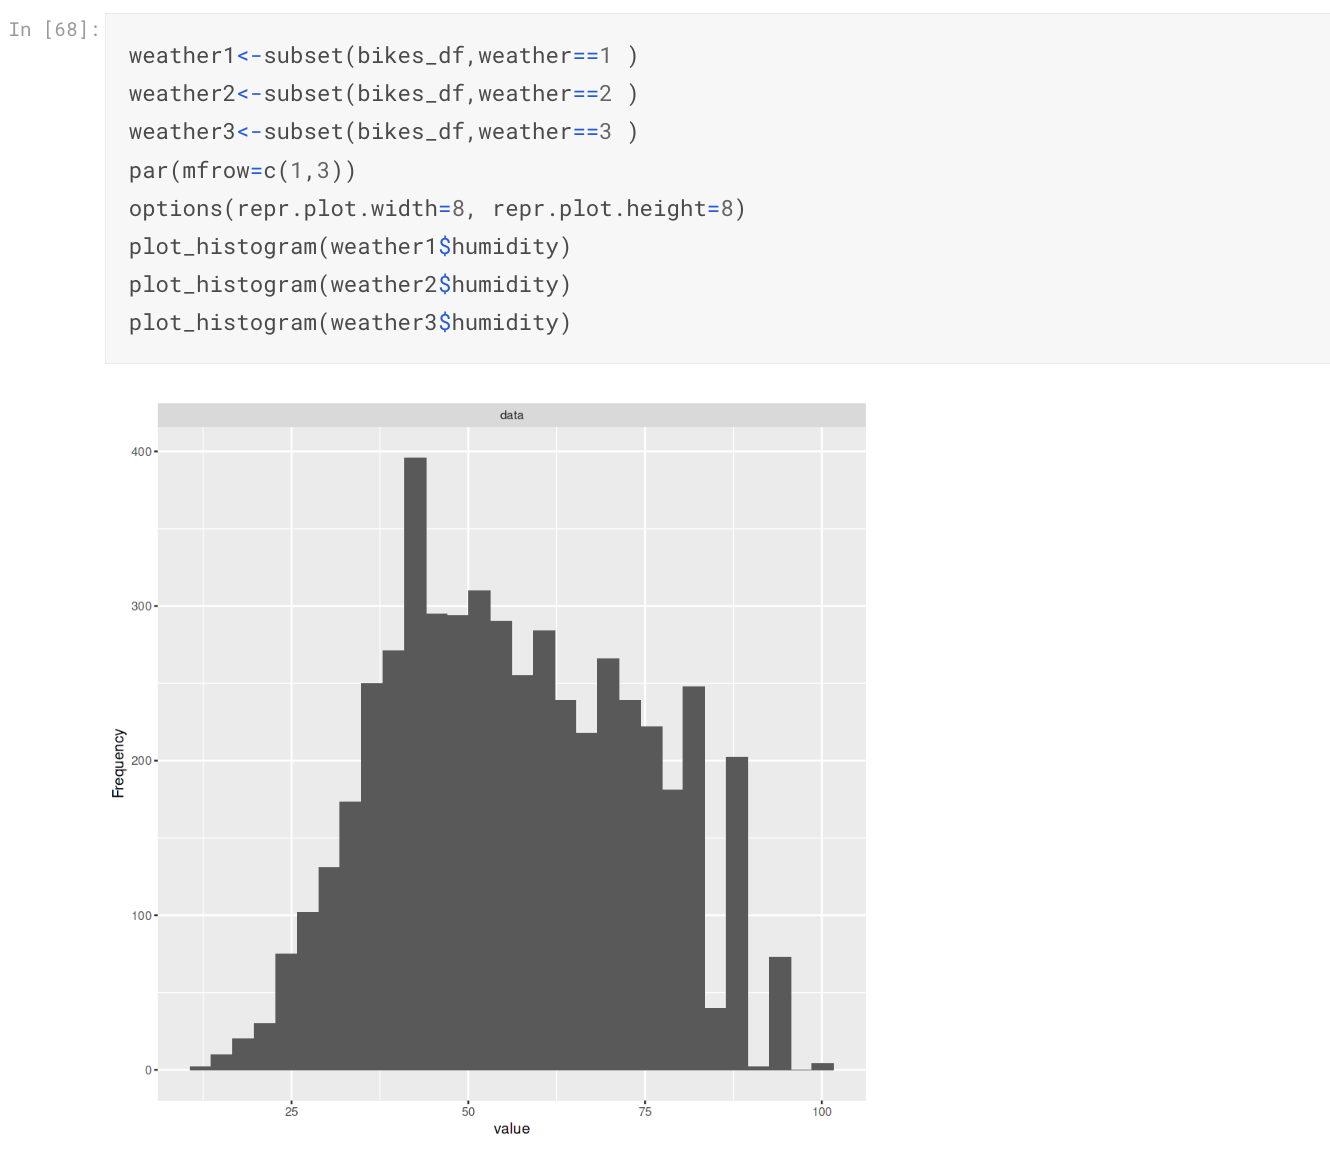 In [68]:
weather1<-subset(bikes_df,weather==1 )
weather2<-subset(bikes_df,weather==2 )
weather3<-subset(bikes_df,weather==3 )
par(mfrow=c(1,3))
options(repr.plot.width=8, repr.plot.height=8)
plot_histogram(weather1$humidity)
plot_histogram(weather2$humidity)
plot_histogram(weather3$humidity)
data
400
300
200
100
0
Frequency
25 50 75 100
value